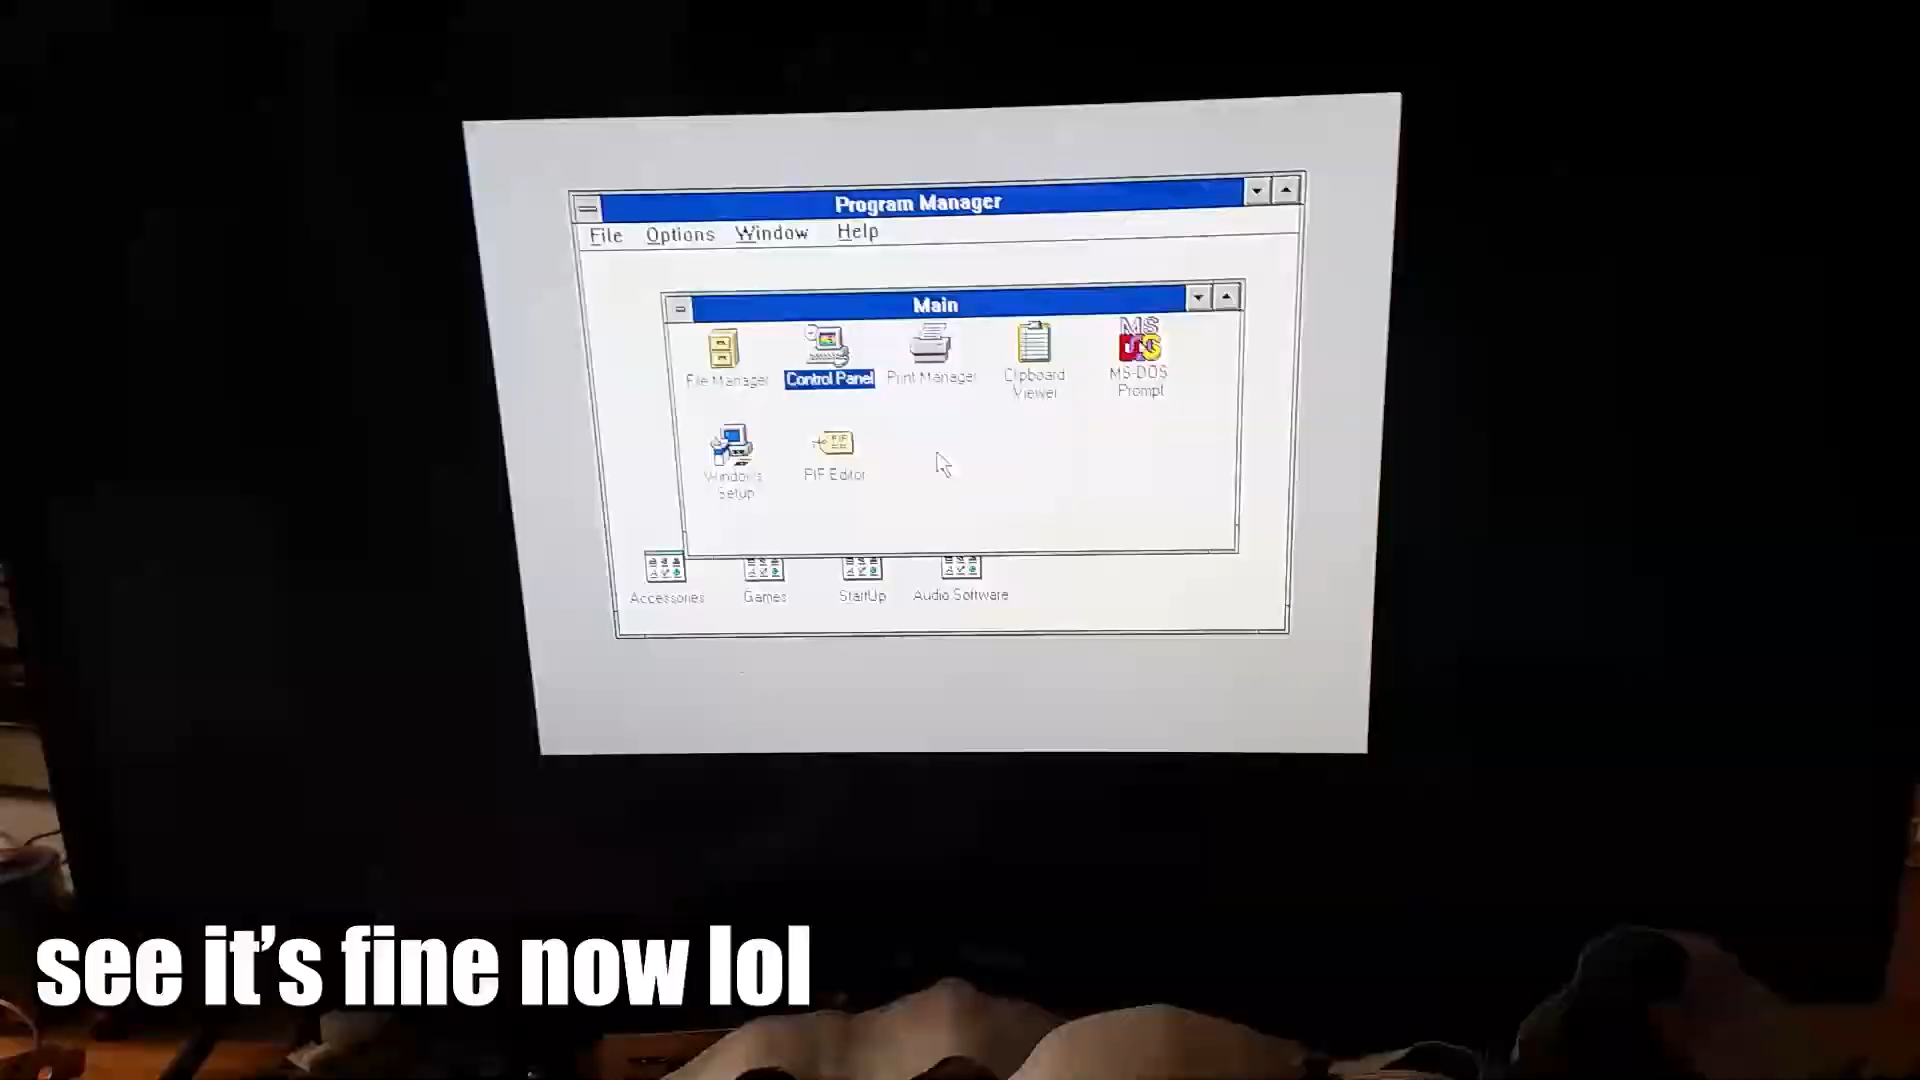 Program Manager
File Options Window Help
Main
File Manager
Control Panel
Print Manager
Clipboard
Viewer
MS-DOS
Prompt
Windows
Setup
PIF Editor
Accessories
Games
StartUp
Audio Software
see it's fine now lol